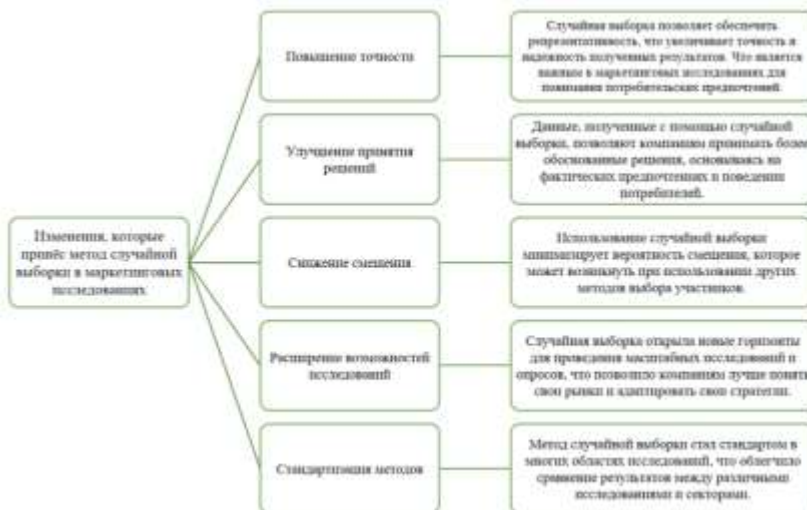 Изменения, которые
привёс метод случайной
выборки в маркетинговых
исследованиях
Повышение точности
Случайная выборка позволяет обеспечить
репрезентативность, что увеличивает точность и
надежность полученных результатов. Что является
важным в маркетинговых исследованиях для
понимания потребительских предпочтений.
Улучшение принятия
решений
Данные, полученные с помощью случайной
выборки, позволяют компаниям принимать более
обоснованные решения, основываясь на
фактических предпочтениях и поведении
потребителей.
Снижение смещения
Использование случайной выборки
минимизирует вероятность смещения, которое
может возникнуть при использовании других
методов выбора участников.
Расширение возможностей
исследований
Случайная выборка открыла новые горизонты
для проведения масштабных исследований и
опросов, что позволило компаниям лучше понять
свои рынки и адаптировать свои стратегии.
Стандартизация методов
Метод случайной выборки стал стандартом в
многих областях исследований, что облегчило
сравнение результатов между различными
исследованиями и секторами.